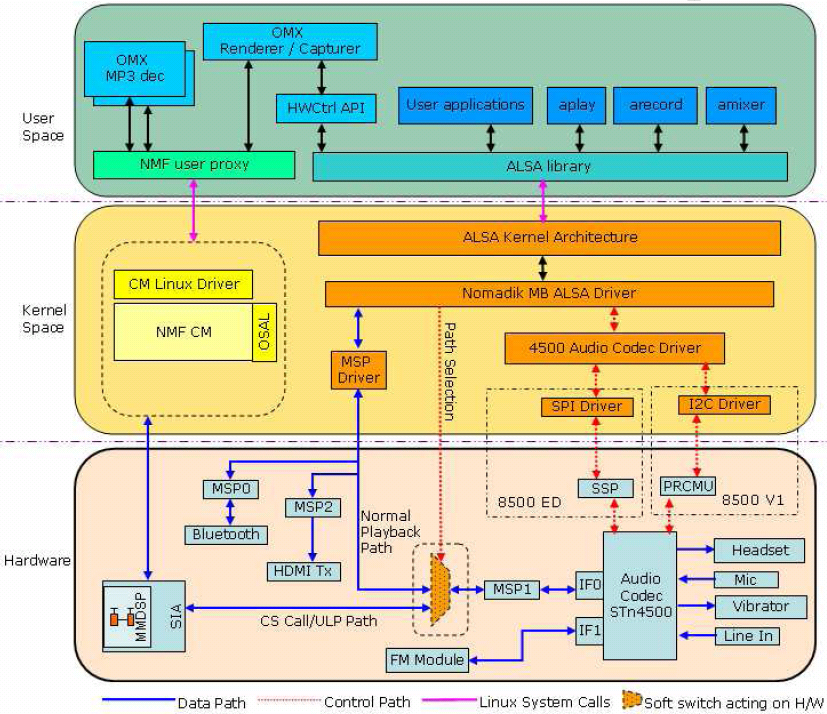 OMX
Renderer / Capturer
OMX
MP3 dec
HWCtrl API
User applications
aplay
arecord
amixer
User
Space
NMF user proxy
ALSA library
ALSA Kernel Architecture
CM Linux Driver
Nomadik MB ALSA Driver
Kernel
Space
NMF CM
OSAL
Path Selection
4500 Audio Codec Driver
MSP
Driver
SPI Driver
I2C Driver
MSP0
SSP
PRCMU
8500 ED
8500 V1
MSP2
Normal
Playback
Path
Bluetooth
Hardware
HDMI Tx
Headset
Audio
Codec
STn4500
Mic
MSP1
IF0
MMDSP
SIA
CS Call/ULP Path
Vibrator
IF1
Line In
FM Module
Data Path
Control Path
Linux System Calls
Soft switch acting on H/W